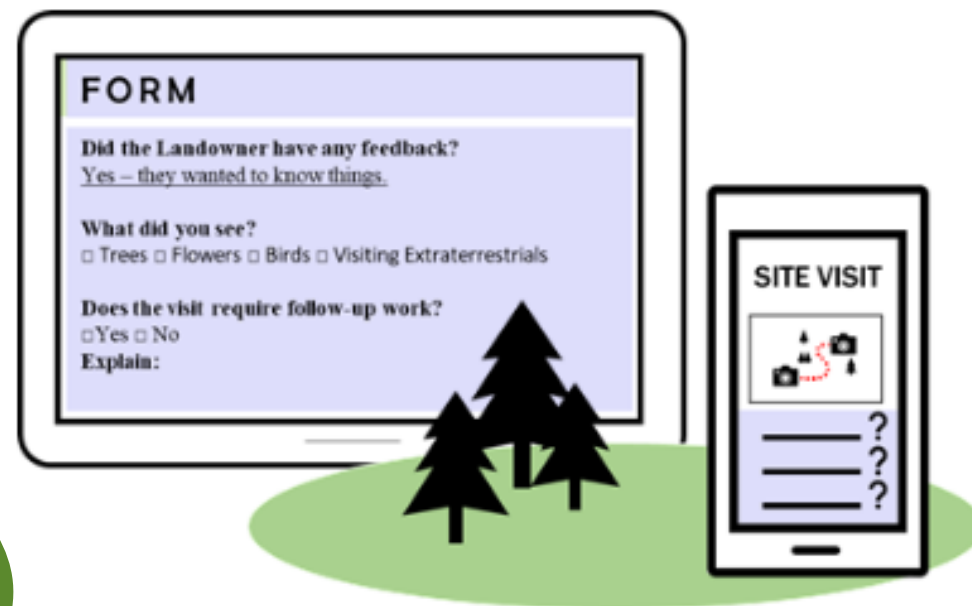 FORM
Did the Landowner have any feedback?
Yes – they wanted to know things.
What did you see?
□ Trees □ Flowers □ Birds □ Visiting Extraterrestrials
Does the visit require follow-up work?
□Yes □ No
Explain:
SITE VISIT
?
?
?